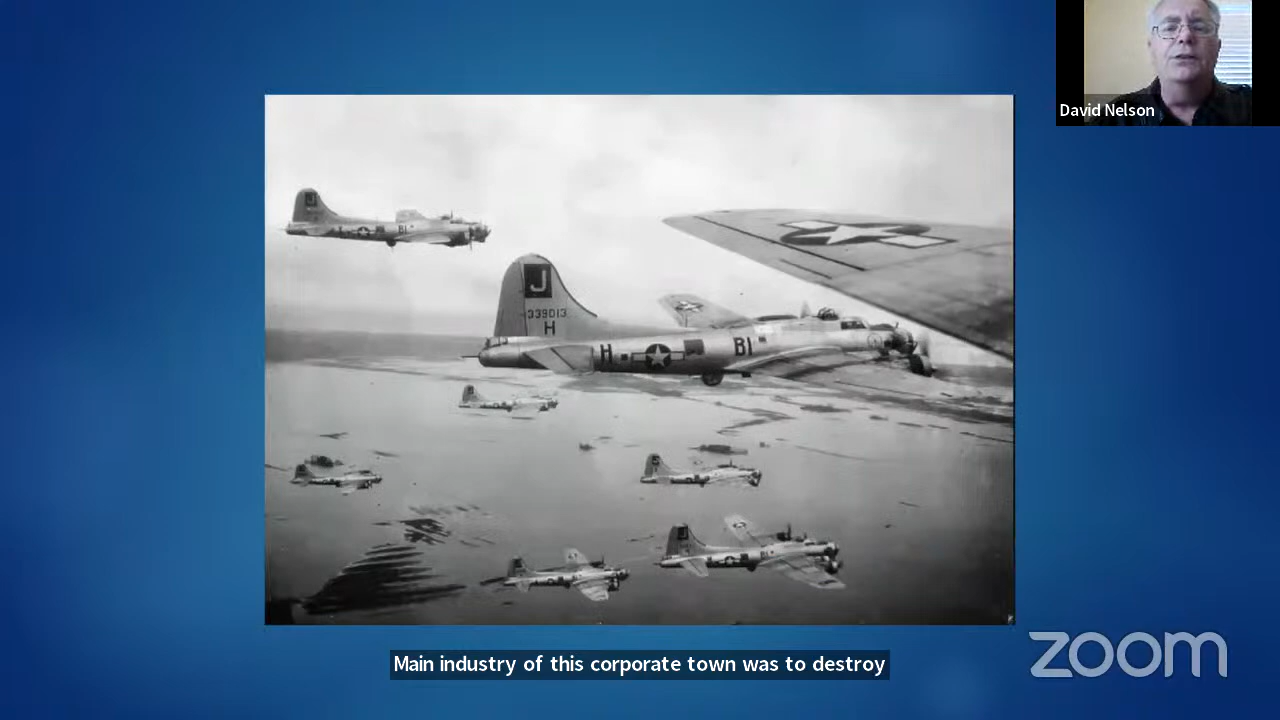 David Nelson
J
339013
H
H
BI
Main industry of this corporate town was to destroy
zoom